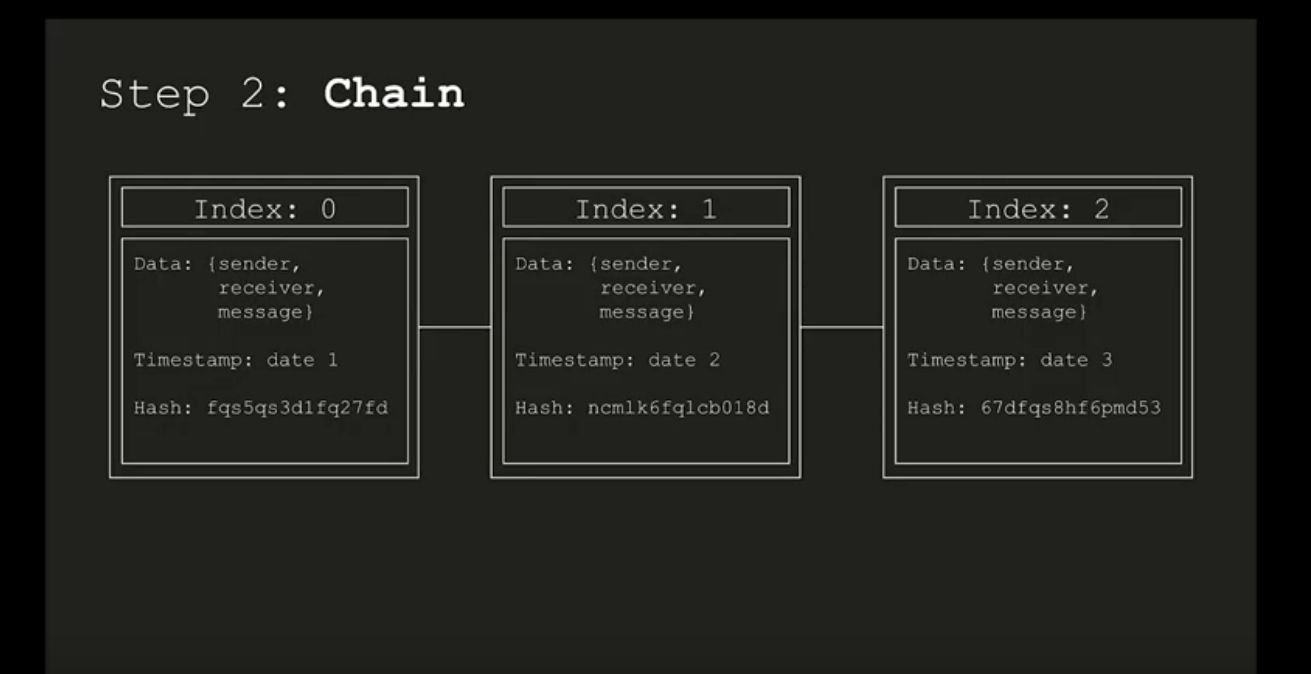 Step 2: Chain
Index: 0
Data: {sender,
receiver,
message}
Timestamp: date 1
Hash: fqs5qs3d1fq27fd
Index: 1
Data: {sender,
receiver,
message}
Timestamp: date 2
Hash: ncmlk6fqlcb018d
Index: 2
Data: {sender,
receiver,
message}
Timestamp: date 3
Hash: 67dfqs8hf6pmd53